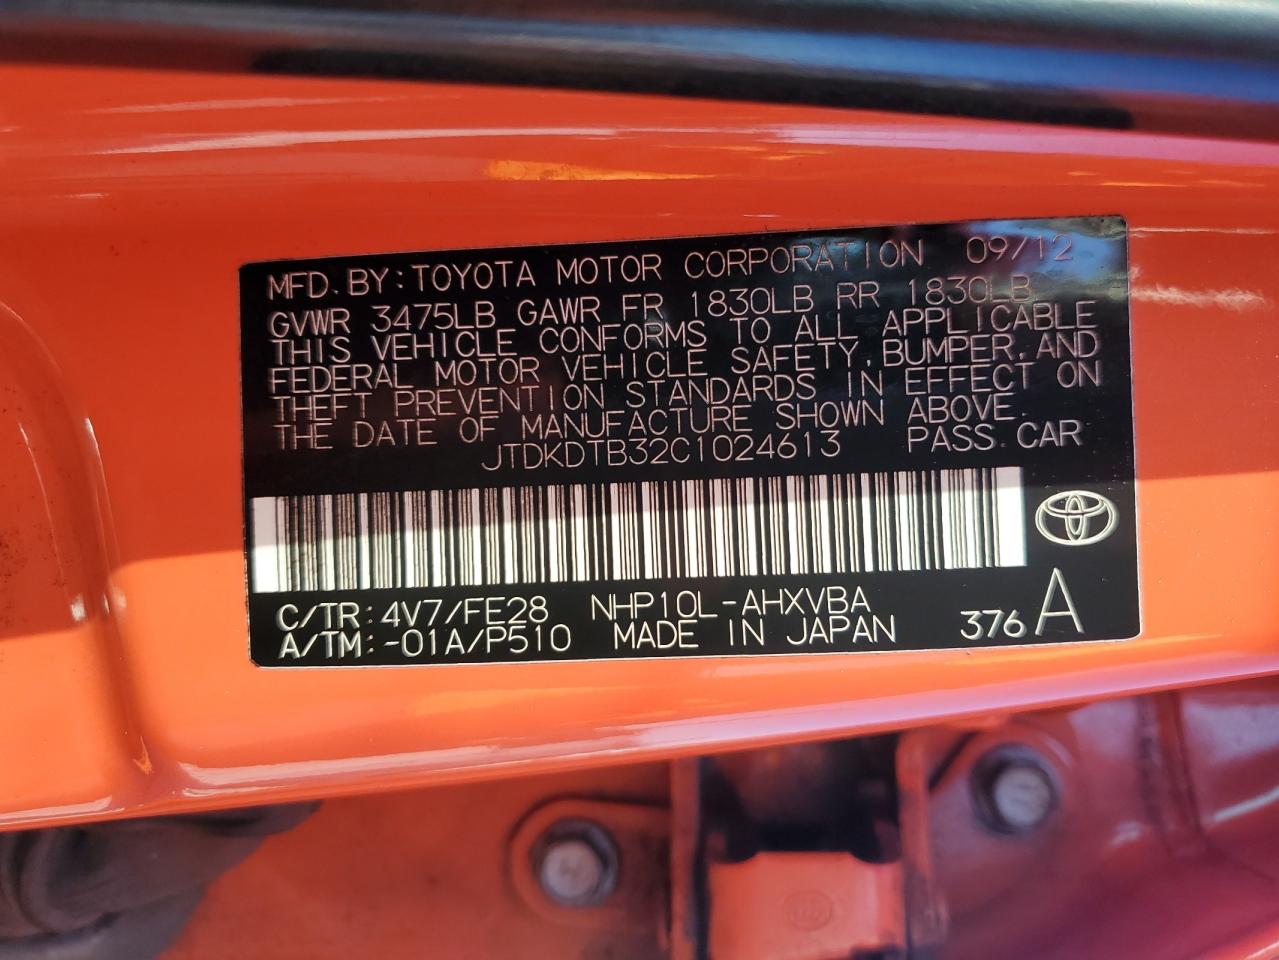 MFD. BY: TOYOTA MOTOR CORPORATION 09/12
GVWR 3475LB GAWR FR 1830LB RR 1830LB
THIS VEHICLE CONFORMS TO ALL APPLICABLE
FEDERAL MOTOR VEHICLE SAFETY, BUMPER, AND
THEFT PREVENTION STANDARDS IN EFFECT ON
THE DATE OF MANUFACTURE SHOWN ABOVE.
JTDKDTB32C1024613 PASS. CAR
C/TR: 4V7/FE28 NHP10L-AHXVBA
A/TM: -01A/P510 MADE IN JAPAN 376 A